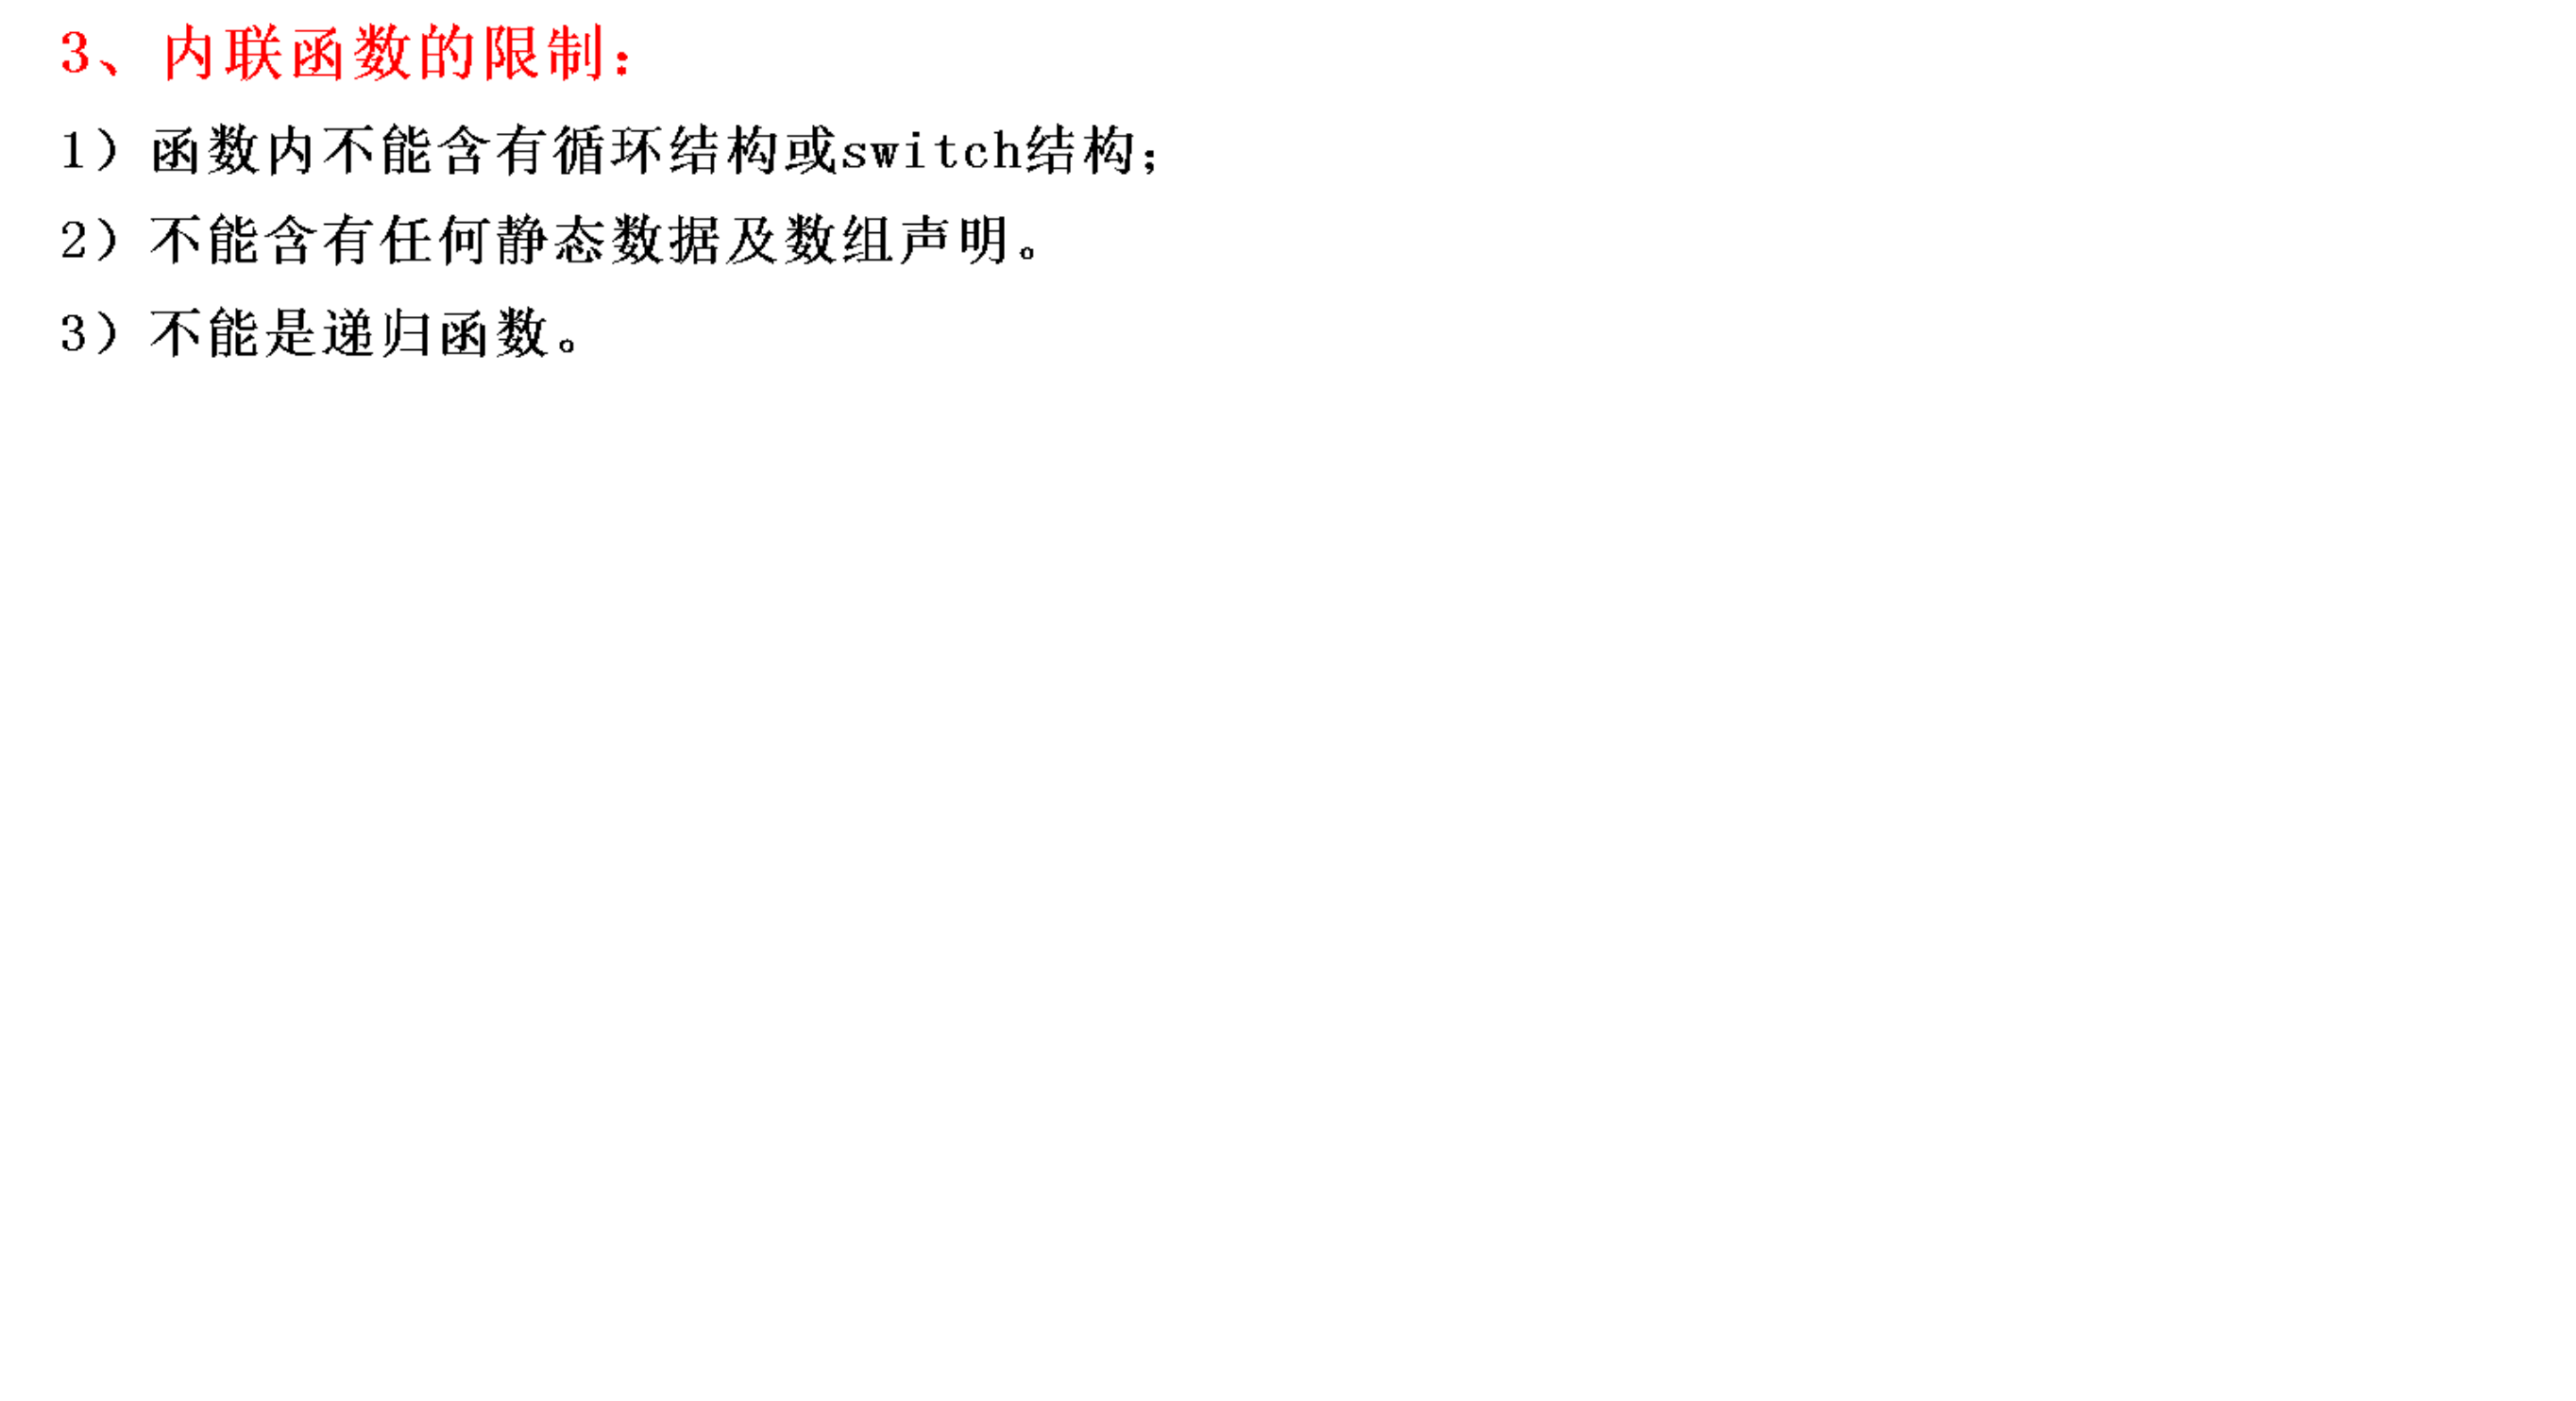 3、内联函数的限制：
1）函数内不能含有循环结构或switch结构；
2）不能含有任何静态数据及数组声明。
3）不能是递归函数。